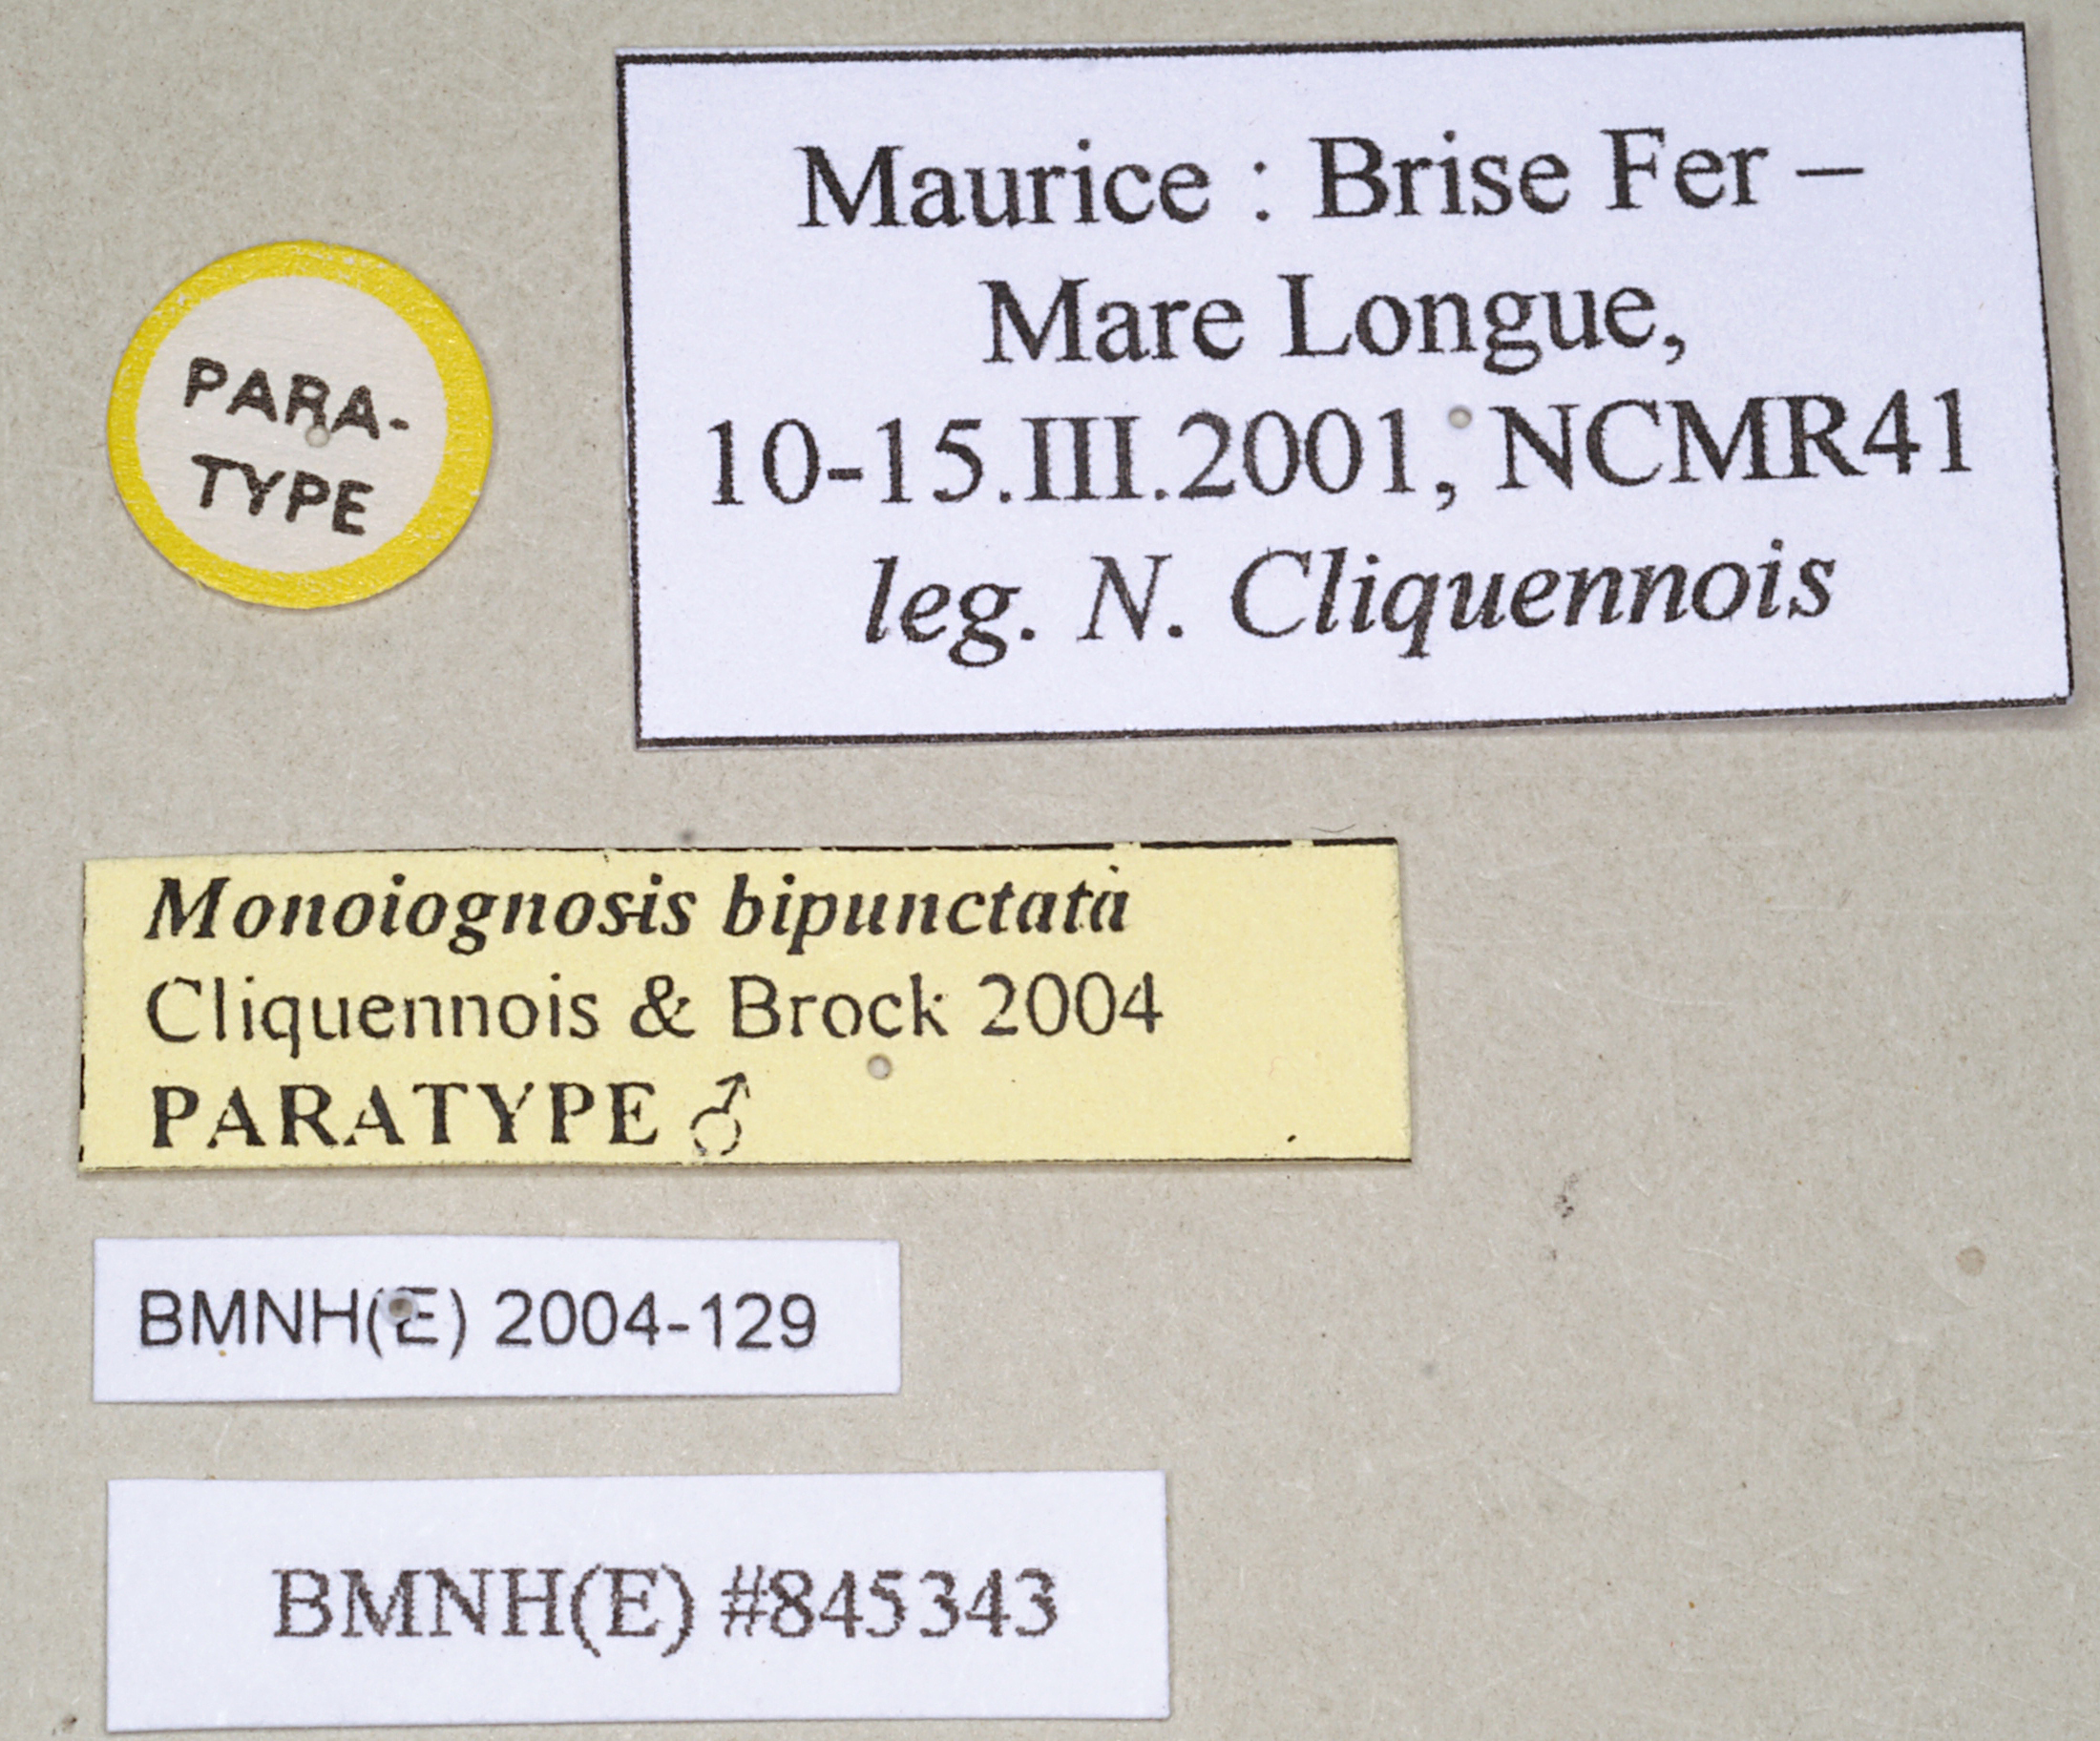 PARA-
TYPE
Maurice : Brise Fer –
Mare Longue,
10-15.III.2001, NCMR41
leg. N. Cliquennois
Monoiognosis bipunctata
Cliquennois & Brock 2004
PARATYPE ♂
BMNH(E) 2004-129
BMNH(E) #845343